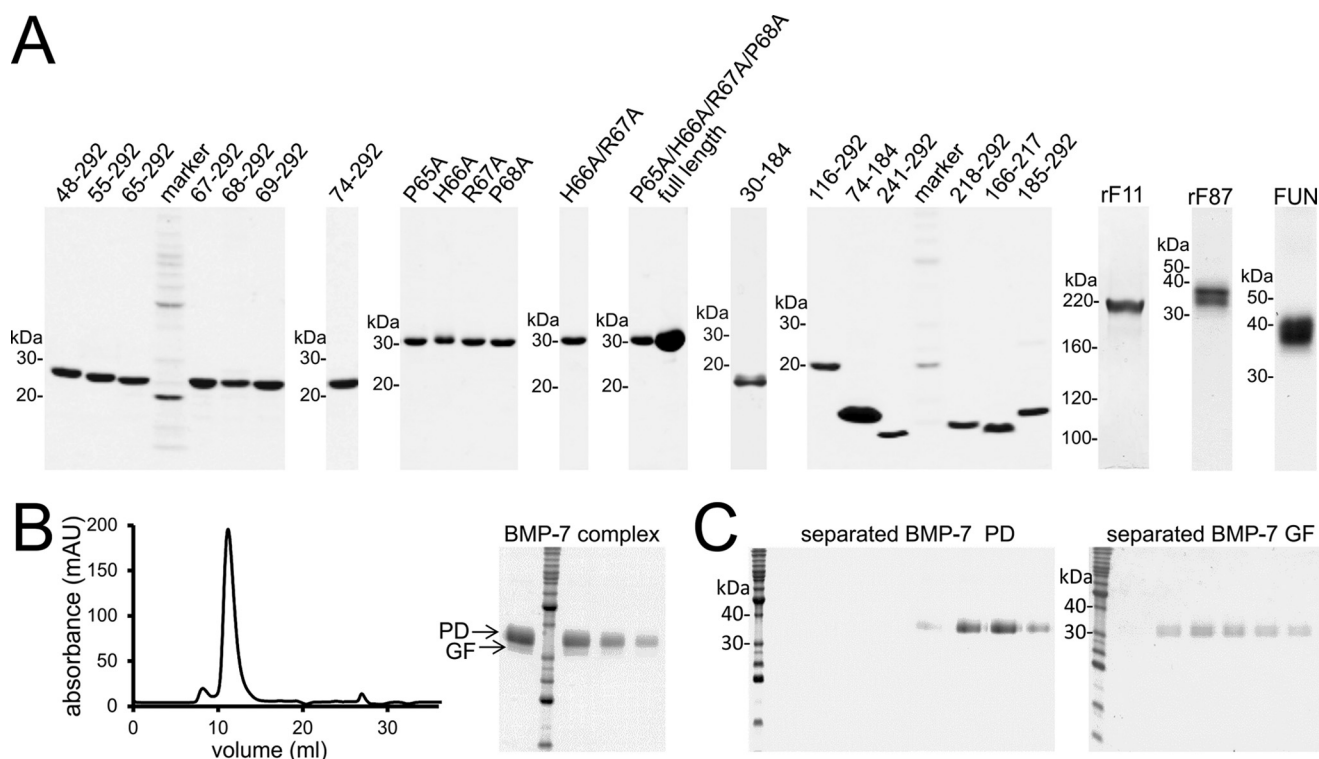 A
48-292
55-292
65-292
marker
67-292
68-292
69-292
74-292
P65A
H66A
R67A
P68A
H66A/R67A
P65A/H66A/R67A/P68A
full length
30-184
116-292
74-184
241-292
marker
218-292
166-217
185-292
rF11
rF87
FUN
kDa
30-
20-
kDa
30-
20-
kDa
30-
20-
kDa
30-
20-
kDa
30-
20-
kDa
30-
20-
kDa
30-
20-
kDa
220-
160-
120-
100-
kDa
50-
40-
30-
kDa
50-
40-
30-
B
absorbance (mAU)
200
150
100
50
0
0 10 20 30
volume (ml)
BMP-7 complex
PD
GF
C
separated BMP-7 PD
kDa
40-
30-
separated BMP-7 GF
kDa
40-
30-